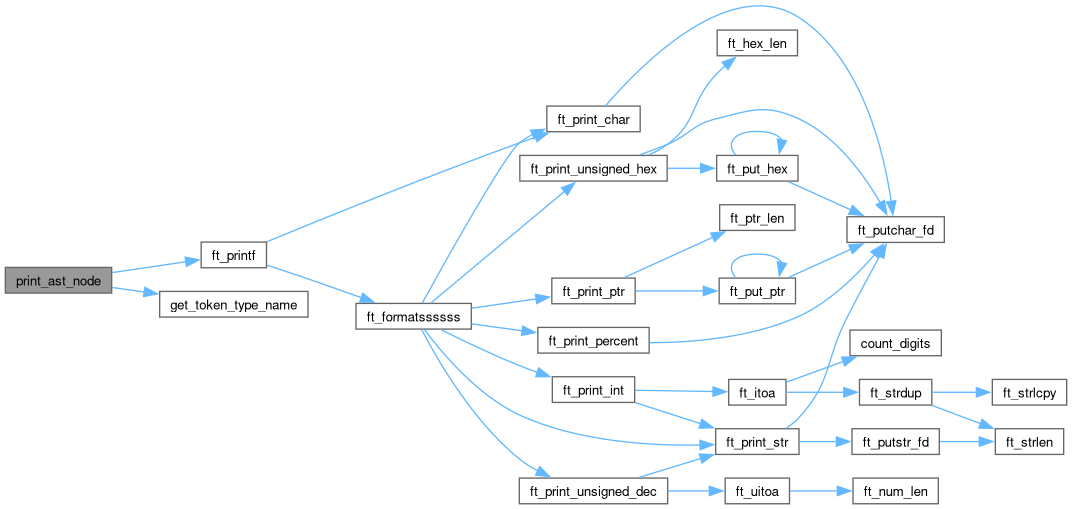 print_ast_node
ft_printf
get_token_type_name
ft_formatssssss
ft_print_char
ft_print_unsigned_hex
ft_print_ptr
ft_print_percent
ft_print_int
ft_print_unsigned_dec
ft_hex_len
ft_put_hex
ft_ptr_len
ft_put_ptr
ft_itoa
ft_print_str
ft_uitoa
ft_putchar_fd
count_digits
ft_strdup
ft_putstr_fd
ft_num_len
ft_strlcpy
ft_strlen